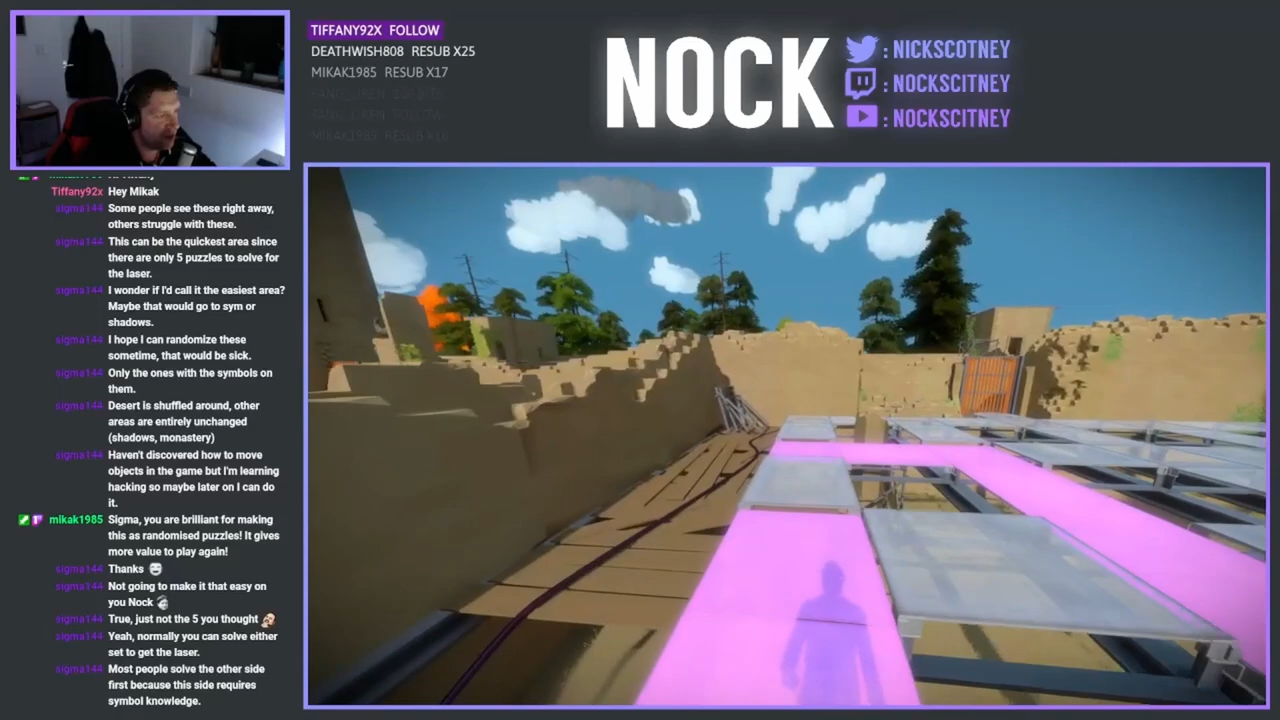 TIFFANY92X FOLLOW
DEATHWISH808 RESUB X25
MIKAK1985 RESUB X17
MIKAK1985 RESUB X16
NOCK
: NICKSCOTNEY
: NOCKSCITNEY
: NOCKSCITNEY
Tiffany92x Hey Mikak
sigma144 Some people see these right away,
others struggle with these.
sigma144 This can be the quickest area since
there are only 5 puzzles to solve for
the laser.
sigma144 I wonder if I'd call it the easiest area?
Maybe that would go to sym or
shadows.
sigma144 I hope I can randomize these
sometime, that would be sick.
sigma144 Only the ones with the symbols on
them.
sigma144 Desert is shuffled around, other
areas are entirely unchanged
(shadows, monastery)
sigma144 Haven't discovered how to move
objects in the game but I'm learning
hacking so maybe later on I can do
it.
mikak1985 Sigma, you are brilliant for making
this as randomised puzzles! It gives
more value to play again!
sigma144 Thanks
sigma144 Not going to make it that easy on
you Nock
sigma144 True, just not the 5 you thought
sigma144 Yeah, normally you can solve either
set to get the laser.
sigma144 Most people solve the other side
first because this side requires
symbol knowledge.